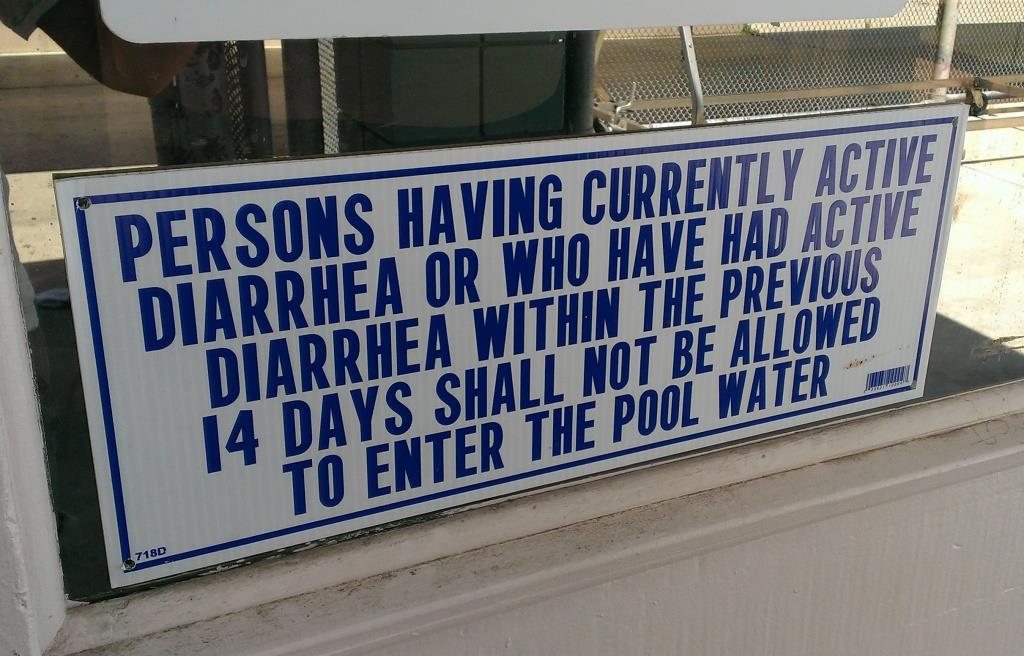 PERSONS HAVING CURRENTLY ACTIVE
DIARRHEA OR WHO HAVE HAD ACTIVE
DIARRHEA WITHIN THE PREVIOUS
14 DAYS SHALL NOT BE ALLOWED
TO ENTER THE POOL WATER
718D